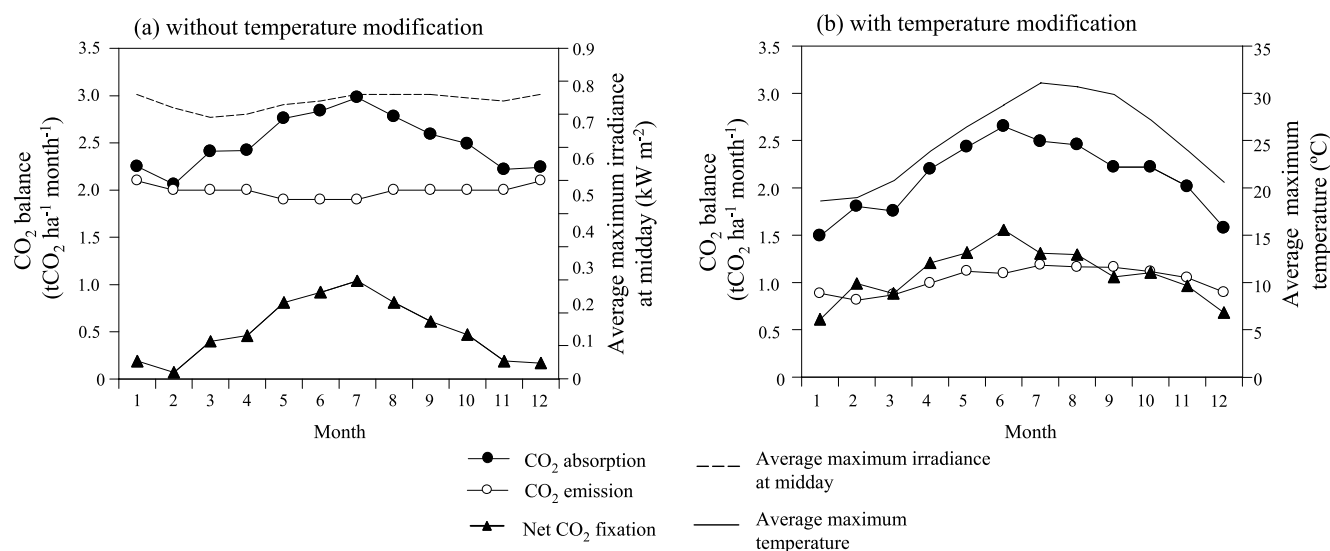 (a) without temperature modification
3.5
3.0
2.5
2.0
1.5
1.0
0.5
0
CO₂ balance
(tCO₂ ha⁻¹ month⁻¹)
0.9
0.8
0.7
0.6
0.5
0.4
0.3
0.2
0.1
0
Average maximum irradiance
at midday (kW m⁻²)
1 2 3 4 5 6 7 8 9 10 11 12
Month
(b) with temperature modification
3.5
3.0
2.5
2.0
1.5
1.0
0.5
0
CO₂ balance
(tCO₂ ha⁻¹ month⁻¹)
35
30
25
20
15
10
5
0
Average maximum
temperature (ºC)
1 2 3 4 5 6 7 8 9 10 11 12
Month
CO₂ absorption
CO₂ emission
Net CO₂ fixation
Average maximum irradiance
at midday
Average maximum
temperature